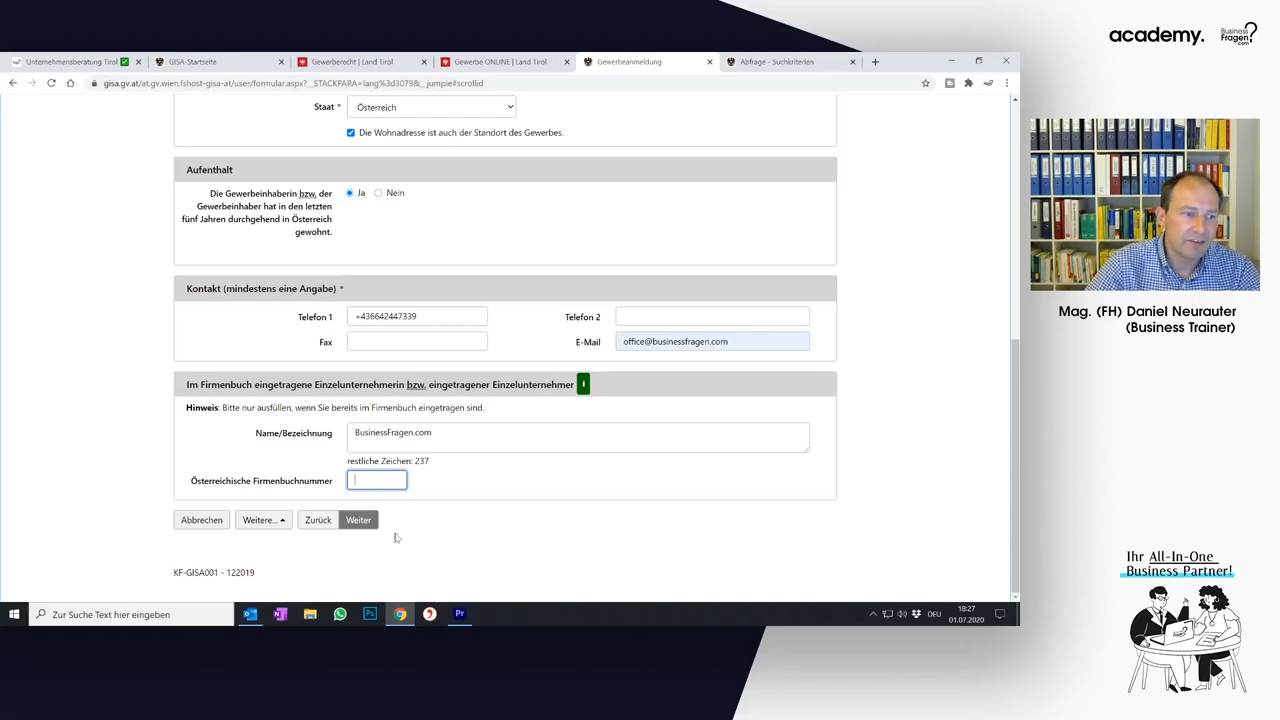 academy.
Business
Fragen
.com
Unternehmensberatung Tirol
GISA-Startseite
Gewerberecht | Land Tirol
Gewerbe ONLINE | Land Tirol
Gewerbeanmeldung
Abfrage - Suchkriterien
gisa.gv.at/at.gv.wien.fshost-gisa-at/user/formular.aspx?__STACKPARA=lang%3d3079&__jumpie#scrollid
Staat *
Österreich
Die Wohnadresse ist auch der Standort des Gewerbes.
Aufenthalt
Die Gewerbeinhaberin bzw. der
Gewerbeinhaber hat in den letzten
fünf Jahren durchgehend in Österreich
gewohnt.
Ja
Nein
Kontakt (mindestens eine Angabe) *
Telefon 1
+436642447339
Telefon 2
Fax
E-Mail
office@businessfragen.com
Im Firmenbuch eingetragene Einzelunternehmerin bzw. eingetragener Einzelunternehmer i
Hinweis: Bitte nur ausfüllen, wenn Sie bereits im Firmenbuch eingetragen sind.
Name/Bezeichnung
BusinessFragen.com
restliche Zeichen: 237
Österreichische Firmenbuchnummer
Abbrechen
Weitere...
Zurück
Weiter
KF-GISA001 - 122019
Zur Suche Text hier eingeben
DEU
18:27
01.07.2020
Mag. (FH) Daniel Neurauter
(Business Trainer)
Ihr All-In-One
Business Partner!